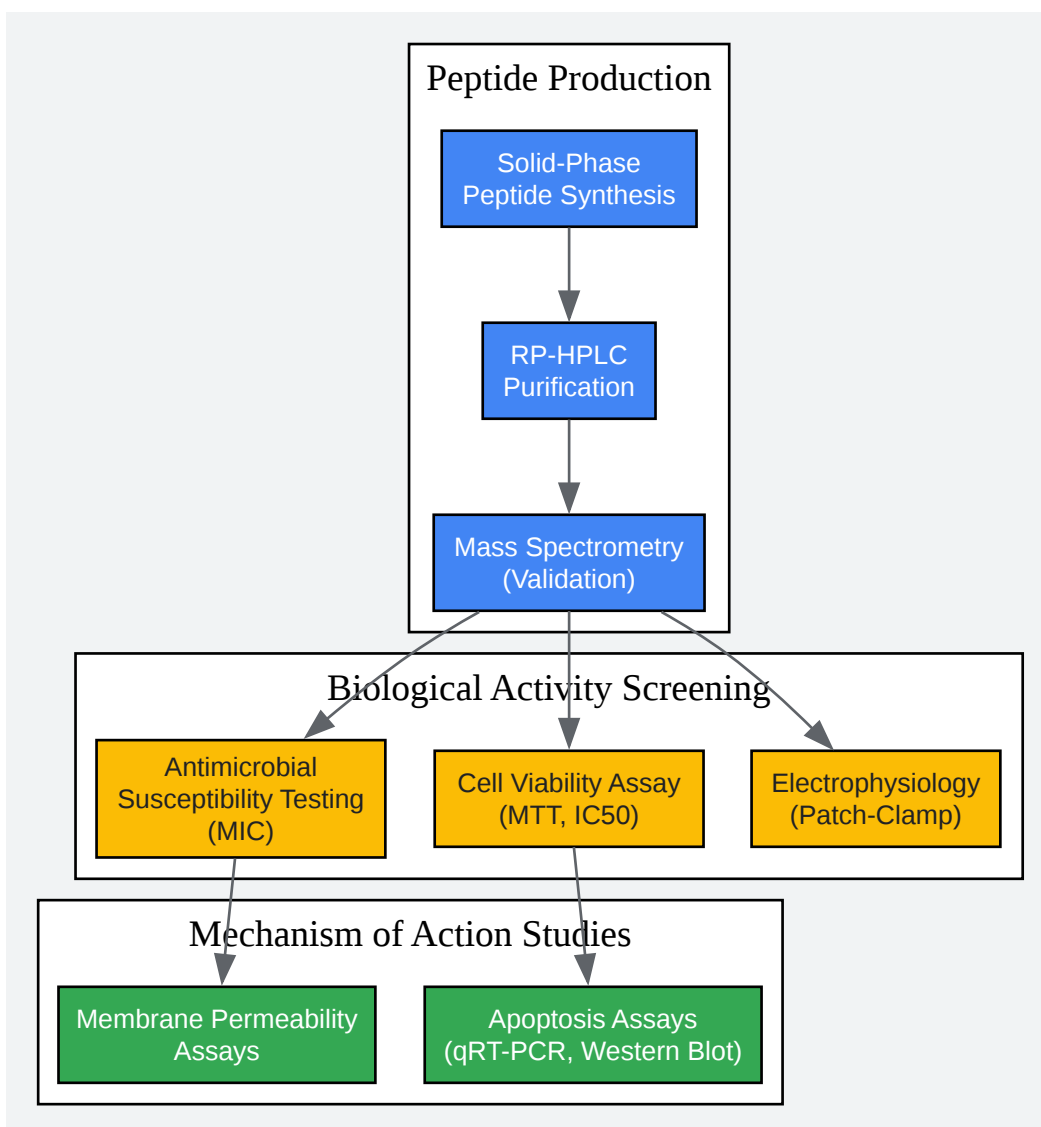 Peptide Production
Solid-Phase
Peptide Synthesis
RP-HPLC
Purification
Mass Spectrometry
(Validation)
Biological Activity Screening
Antimicrobial
Susceptibility Testing
(MIC)
Cell Viability Assay
(MTT, IC50)
Electrophysiology
(Patch-Clamp)
Mechanism of Action Studies
Membrane Permeability
Assays
Apoptosis Assays
(qRT-PCR, Western Blot)